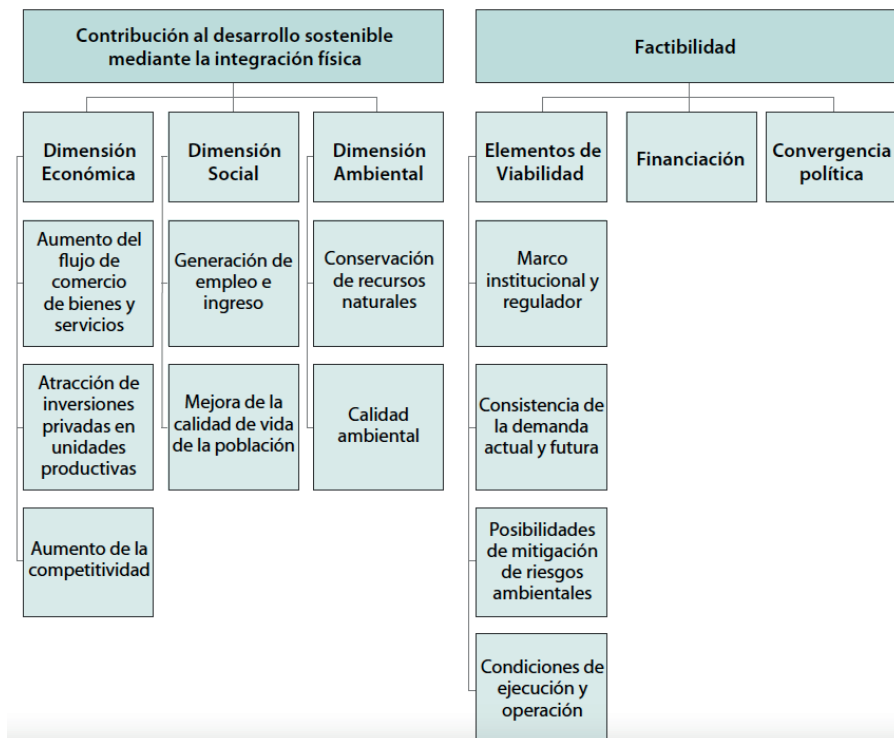 Contribución al desarrollo sostenible
mediante la integración física
Dimensión
Económica
Aumento del
flujo de
comercio
de bienes y
servicios
Atracción de
inversiones
privadas en
unidades
productivas
Aumento de la
competitividad
Dimensión
Social
Generación de
empleo e
ingreso
Mejora de la
calidad de vida
de la población
Dimensión
Ambiental
Conservación
de recursos
naturales
Calidad
ambiental
Factibilidad
Elementos de
Viabilidad
Marco
institucional y
regulador
Consistencia de
la demanda
actual y futura
Posibilidades
de mitigación
de riesgos
ambientales
Condiciones de
ejecución y
operación
Financiación
Convergencia
política